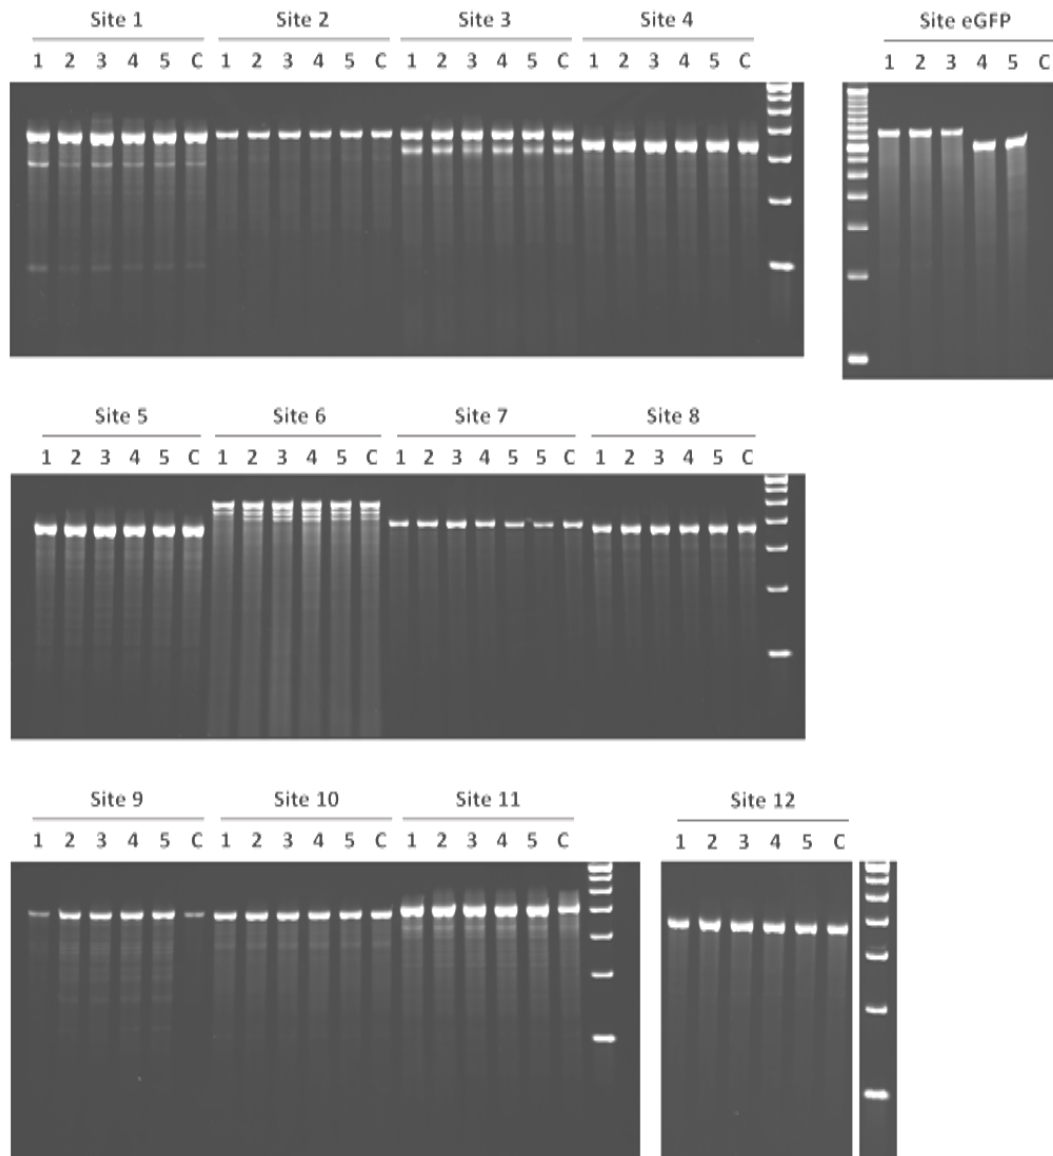 Site 1 Site 2 Site 3 Site 4 Site eGFP
1 2 3 4 5 C 1 2 3 4 5 C 1 2 3 4 5 C 1 2 3 4 5 C 1 2 3 4 5 C
Site 5 Site 6 Site 7 Site 8
1 2 3 4 5 C 1 2 3 4 5 C 1 2 3 4 5 5 C 1 2 3 4 5 C
Site 9 Site 10 Site 11 Site 12
1 2 3 4 5 C 1 2 3 4 5 C 1 2 3 4 5 C 1 2 3 4 5 C